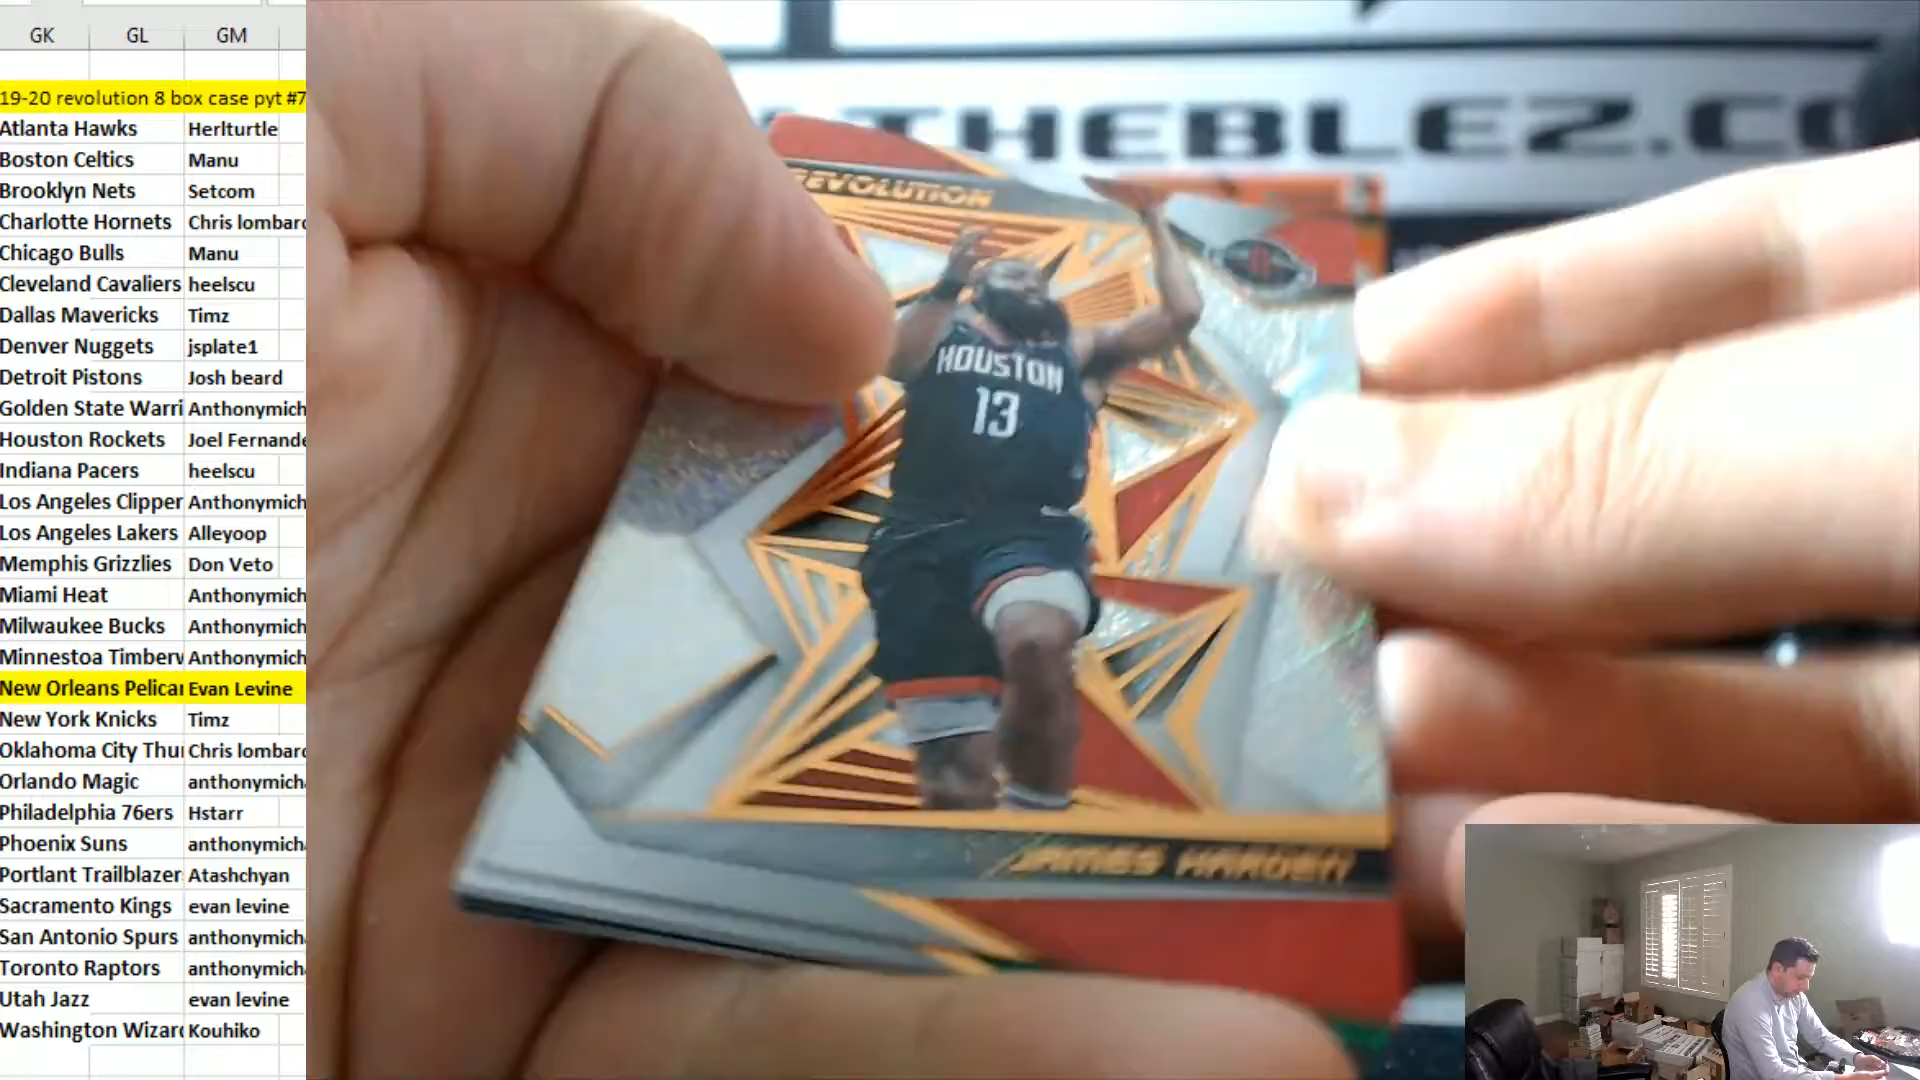 GK GL GM
19-20 revolution 8 box case pyt #7
Atlanta Hawks Herlturtle
Boston Celtics Manu
Brooklyn Nets Setcom
Charlotte Hornets Chris lombard
Chicago Bulls Manu
Cleveland Cavaliers heelscu
Dallas Mavericks Timz
Denver Nuggets jsplate1
Detroit Pistons Josh beard
Golden State Warri Anthonymich
Houston Rockets Joel Fernande
Indiana Pacers heelscu
Los Angeles Clipper Anthonymich
Los Angeles Lakers Alleyoop
Memphis Grizzlies Don Veto
Miami Heat Anthonymich
Milwaukee Bucks Anthonymich
Minnestoa Timberv Anthonymich
New Orleans Pelica Evan Levine
New York Knicks Timz
Oklahoma City Thu Chris lombard
Orlando Magic anthonymich
Philadelphia 76ers Hstarr
Phoenix Suns anthonymich
Portlant Trailblazer Atashchyan
Sacramento Kings evan levine
San Antonio Spurs anthonymich
Toronto Raptors anthonymich
Utah Jazz evan levine
Washington Wizard Kouhiko
THEBLEZ.CO
REVOLUTION
HOUSTON
13
JAMES HARDEN